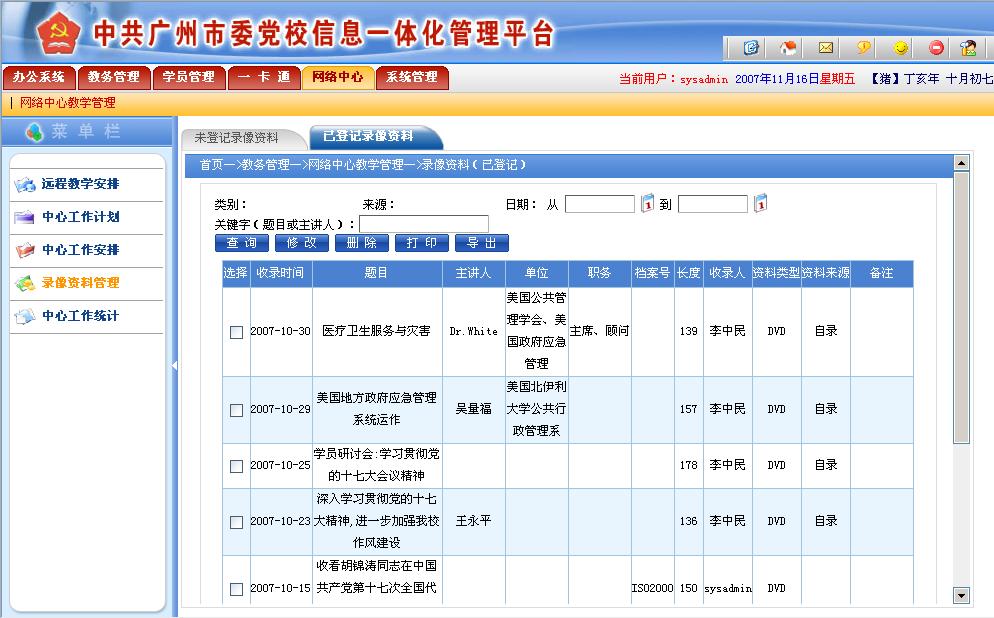 中共广州市委党校信息一体化管理平台
办公系统 教务管理 学员管理 一 卡 通 网络中心 系统管理
当前用户：sysadmin 2007年11月16日星期五 【猪】丁亥年 十月初七
| 网络中心教学管理
菜 单 栏
远程教学安排
中心工作计划
中心工作安排
录像资料管理
中心工作统计
未登记录像资料 已登记录像资料
首页—>教务管理—>网络中心教学管理—>录像资料（已登记）
类别： 来源： 日期： 从 到
关键字（题目或主讲人）：
查 询 修 改 删 除 打 印 导 出
选择 收录时间 题目 主讲人 单位 职务 档案号 长度 收录人 资料类型 资料来源 备注
2007-10-30 医疗卫生服务与灾害 Dr.White 美国公共管
理学会、美
国政府应急
管理 主席、顾问 139 李中民 DVD 自录
2007-10-29 美国地方政府应急管理
系统运作 吴量福 美国北伊利
大学公共行
政管理系 157 李中民 DVD 自录
2007-10-25 学员研讨会:学习贯彻党
的十七大会议精神 178 李中民 DVD 自录
2007-10-23 深入学习贯彻党的十七
大精神,进一步加强我校
作风建设 王永平 136 李中民 DVD 自录
2007-10-15 收看胡锦涛同志在中国
共产党第十七次全国代 ISO2000 150 sysadmin DVD